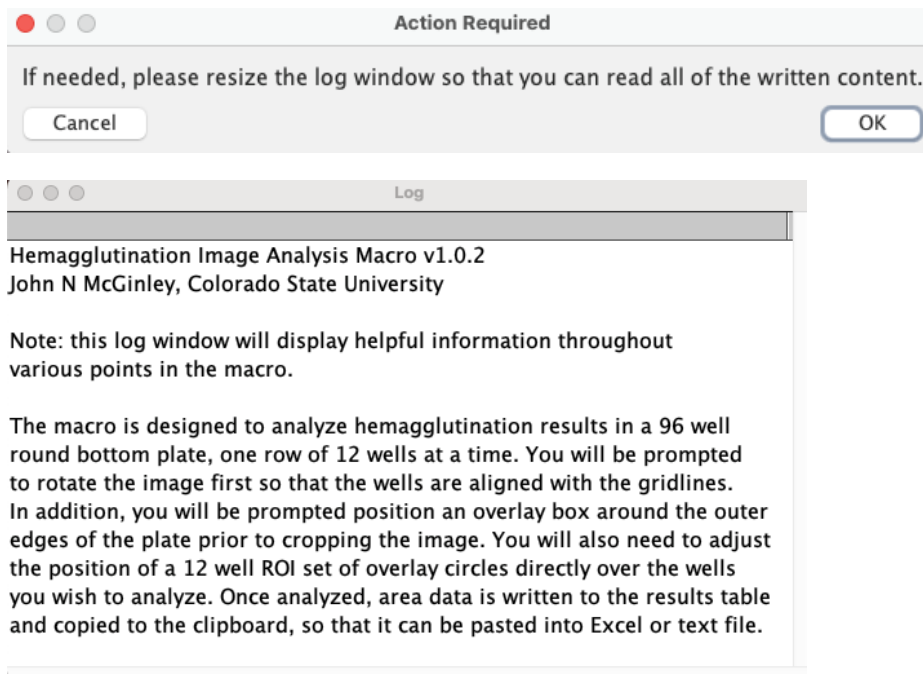 Action Required
If needed, please resize the log window so that you can read all of the written content.
Cancel OK
Log
Hemagglutination Image Analysis Macro v1.0.2
John N McGinley, Colorado State University
Note: this log window will display helpful information throughout
various points in the macro.
The macro is designed to analyze hemagglutination results in a 96 well
round bottom plate, one row of 12 wells at a time. You will be prompted
to rotate the image first so that the wells are aligned with the gridlines.
In addition, you will be prompted position an overlay box around the outer
edges of the plate prior to cropping the image. You will also need to adjust
the position of a 12 well ROI set of overlay circles directly over the wells
you wish to analyze. Once analyzed, area data is written to the results table
and copied to the clipboard, so that it can be pasted into Excel or text file.